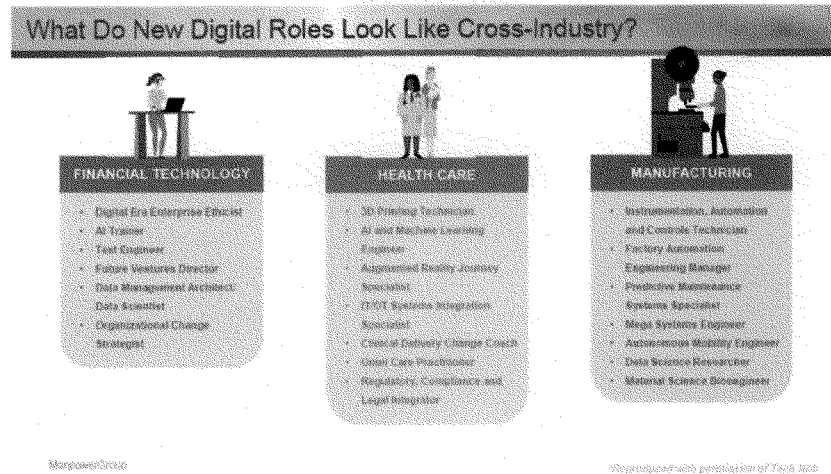 What Do New Digital Roles Look Like Cross-Industry?
FINANCIAL TECHNOLOGY
• Digital Era Enterprise Ethicist
• AI Trainer
• Test Engineer
• Future Ventures Director
• Data Management Architect/
Data Scientist
• Organizational Change
Strategist
HEALTH CARE
• 3D Printing Technician
• AI and Machine Learning
Engineer
• Augmented Reality Journey
Specialist
• IT/OT Systems Integration
Specialist
• Clinical Delivery Change Coach
• Omni Care Practitioner
• Regulatory, Compliance and
Legal Integrator
MANUFACTURING
• Instrumentation, Automation
and Controls Technician
• Factory Automation
Engineering Manager
• Predictive Maintenance
Systems Specialist
• Mega Systems Engineer
• Autonomous Mobility Engineer
• Data Science Researcher
• Material Science Bioengineer
ManpowerGroup
*Reproduced with permission of Tech Hub